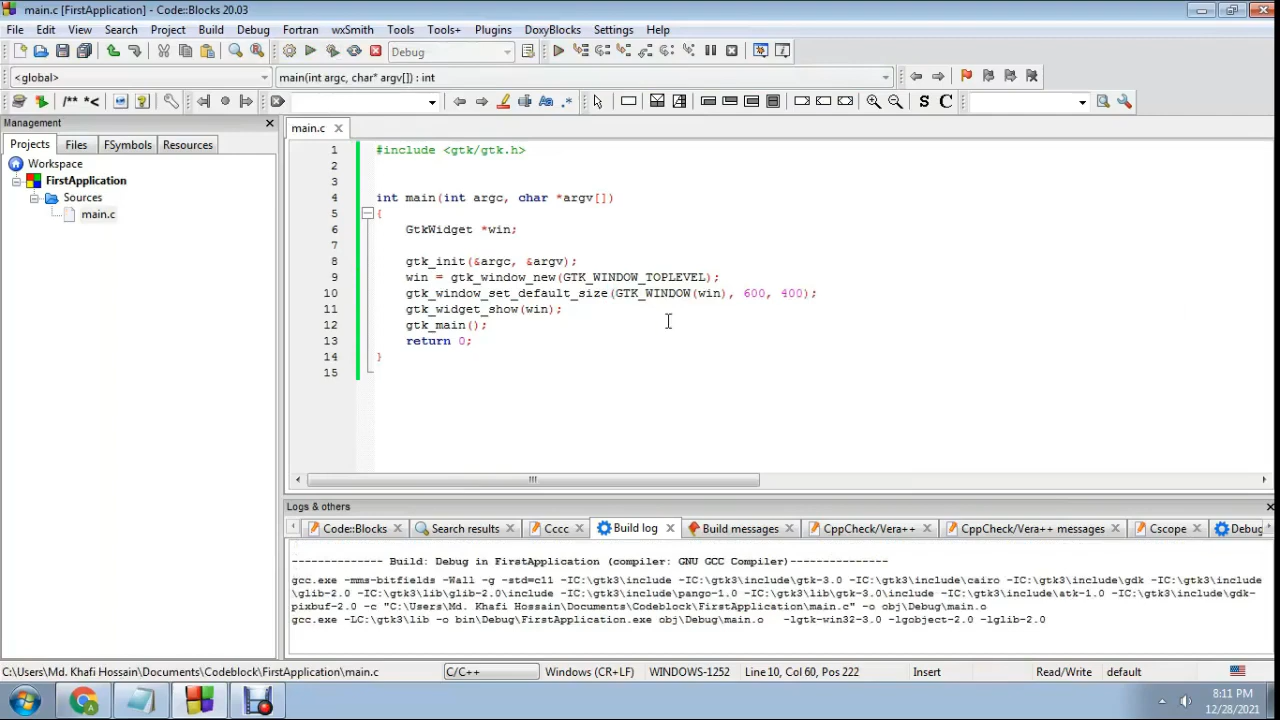 main.c [FirstApplication] - Code::Blocks 20.03
File Edit View Search Project Build Debug Fortran wxSmith Tools Tools+ Plugins DoxyBlocks Settings Help
Debug
<global>
main(int argc, char* argv[]) : int
/** *<
Aa .* S C
Management
Projects Files FSymbols Resources
Workspace
FirstApplication
Sources
main.c
main.c
1 #include <gtk/gtk.h>
2
3
4 int main(int argc, char *argv[])
5 {
6 GtkWidget *win;
7
8 gtk_init(&argc, &argv);
9 win = gtk_window_new(GTK_WINDOW_TOPLEVEL);
10 gtk_window_set_default_size(GTK_WINDOW(win), 600, 400);
11 gtk_widget_show(win);
12 gtk_main();
13 return 0;
14 }
15
Logs & others
Code::Blocks Search results Cccc Build log Build messages CppCheck/Vera++ CppCheck/Vera++ messages Cscope Debug
-------------- Build: Debug in FirstApplication (compiler: GNU GCC Compiler)---------------
gcc.exe -mms-bitfields -Wall -g -std=c11 -IC:\gtk3\include -IC:\gtk3\include\gtk-3.0 -IC:\gtk3\include\cairo -IC:\gtk3\include\gdk -IC:\gtk3\include
\glib-2.0 -IC:\gtk3\lib\glib-2.0\include -IC:\gtk3\include\pango-1.0 -IC:\gtk3\lib\gtk-3.0\include -IC:\gtk3\include\atk-1.0 -IC:\gtk3\include\gdk-
pixbuf-2.0 -c "C:\Users\Md. Khafi Hossain\Documents\Codeblock\FirstApplication\main.c" -o obj\Debug\main.o
gcc.exe -LC:\gtk3\lib -o bin\Debug\FirstApplication.exe obj\Debug\main.o -lgtk-win32-3.0 -lgobject-2.0 -lglib-2.0
C:\Users\Md. Khafi Hossain\Documents\Codeblock\FirstApplication\main.c C/C++ Windows (CR+LF) WINDOWS-1252 Line 10, Col 60, Pos 222 Insert Read/Write default
8:11 PM
12/28/2021